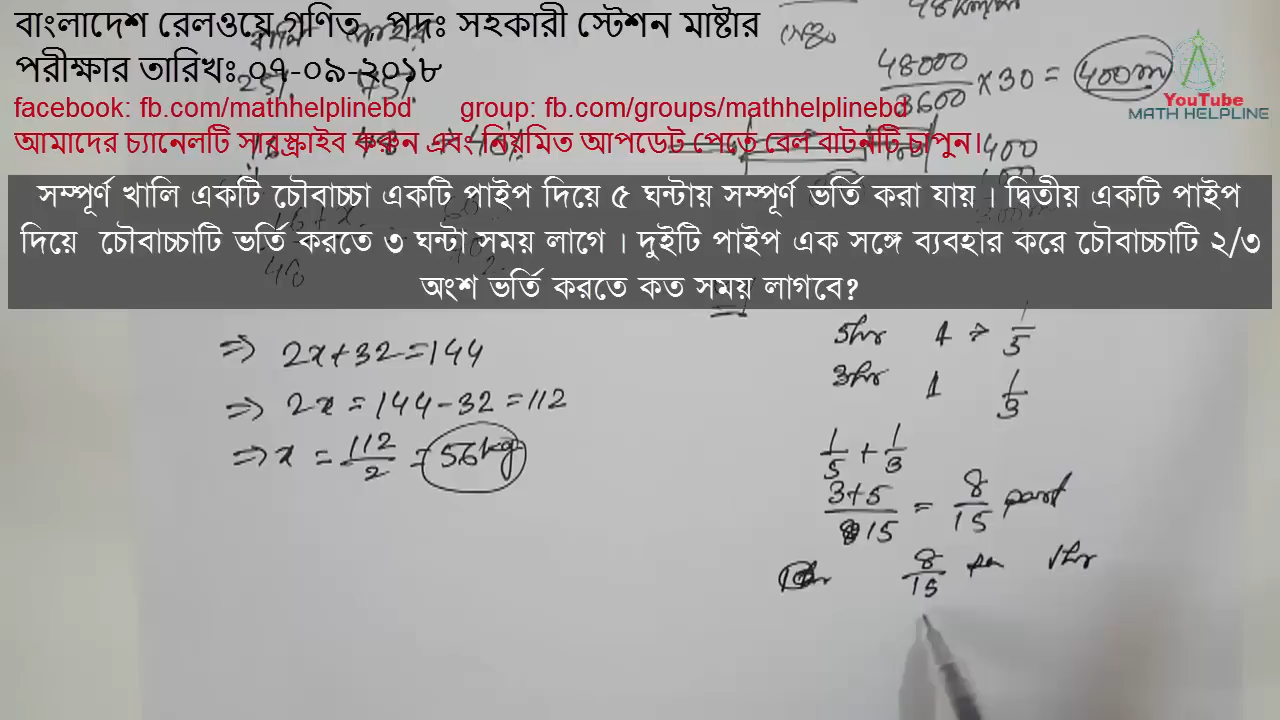 বাংলাদেশ রেলওয়ে গণিত, পদঃ সহকারী স্টেশন মাষ্টার
পরীক্ষার তারিখঃ ০৭-০৯-২০১৮
facebook: fb.com/mathhelplinebd group: fb.com/groups/mathhelplinebd
আমাদের চ্যানেলটি সাবস্ক্রাইব করুন এবং নিয়মিত আপডেট পেতে বেল বাটনটি চাপুন।
48000/3600 × 30 = 400m
YouTube
MATH HELPLINE
400
সম্পূর্ণ খালি একটি চৌবাচ্চা একটি পাইপ দিয়ে ৫ ঘন্টায় সম্পূর্ণ ভর্তি করা যায় । দ্বিতীয় একটি পাইপ
দিয়ে চৌবাচ্চাটি ভর্তি করতে ৩ ঘন্টা সময় লাগে । দুইটি পাইপ এক সঙ্গে ব্যবহার করে চৌবাচ্চাটি ২/৩
অংশ ভর্তি করতে কত সময় লাগবে?
⇒ 2x+32=144
⇒ 2x=144-32=112
⇒ x = 112/2 = 56kg
5hr 1 → 1/5
3hr 1 1/3
1/5 + 1/3
3+5/15 = 8/15 part
8/15 1hr